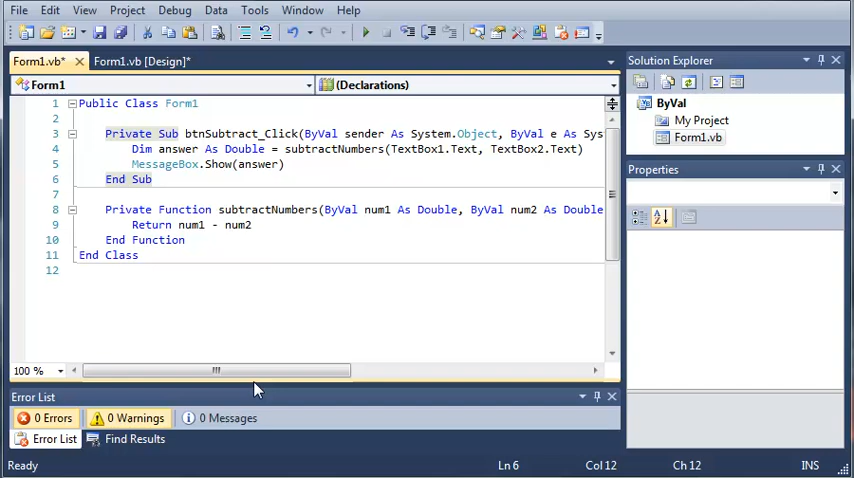 File Edit View Project Debug Data Tools Window Help
Form1.vb* Form1.vb [Design]*
Form1 (Declarations)
1 Public Class Form1
2
3 Private Sub btnSubtract_Click(ByVal sender As System.Object, ByVal e As Sys
4 Dim answer As Double = subtractNumbers(TextBox1.Text, TextBox2.Text)
5 MessageBox.Show(answer)
6 End Sub
7
8 Private Function subtractNumbers(ByVal num1 As Double, ByVal num2 As Double
9 Return num1 - num2
10 End Function
11 End Class
12
100 %
Solution Explorer
ByVal
My Project
Form1.vb
Properties
Error List
0 Errors 0 Warnings 0 Messages
Error List Find Results
Ready Ln 6 Col 12 Ch 12 INS